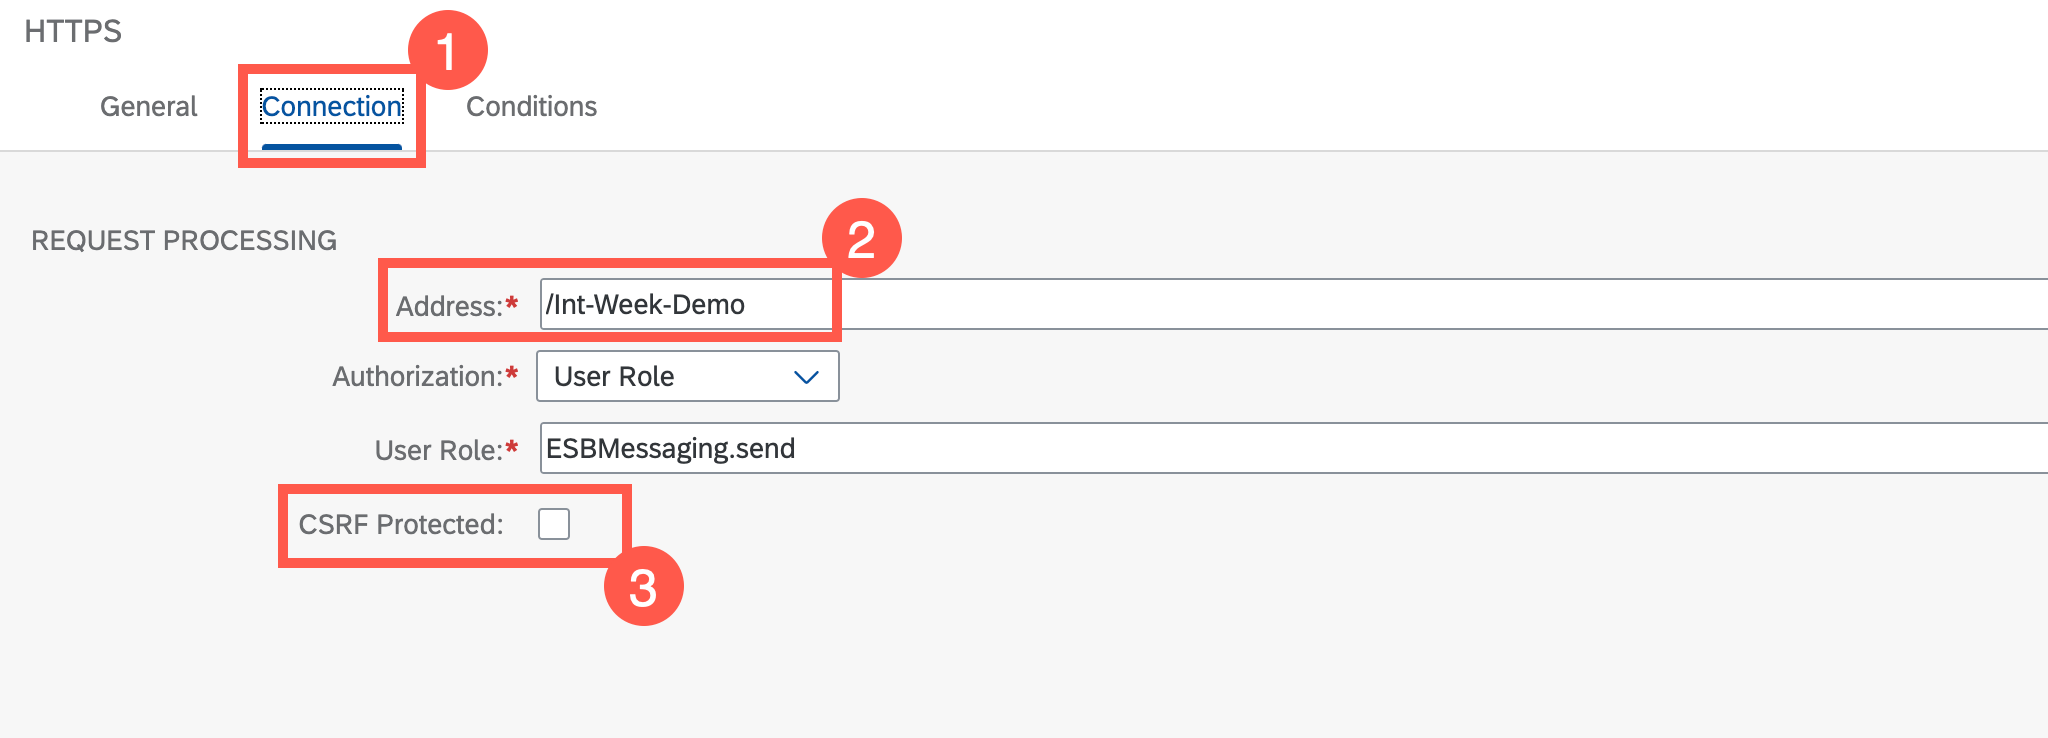 HTTPS
1
General Connection Conditions
REQUEST PROCESSING
2
Address:* /Int-Week-Demo
Authorization:* User Role
User Role:* ESBMessaging.send
CSRF Protected:
3